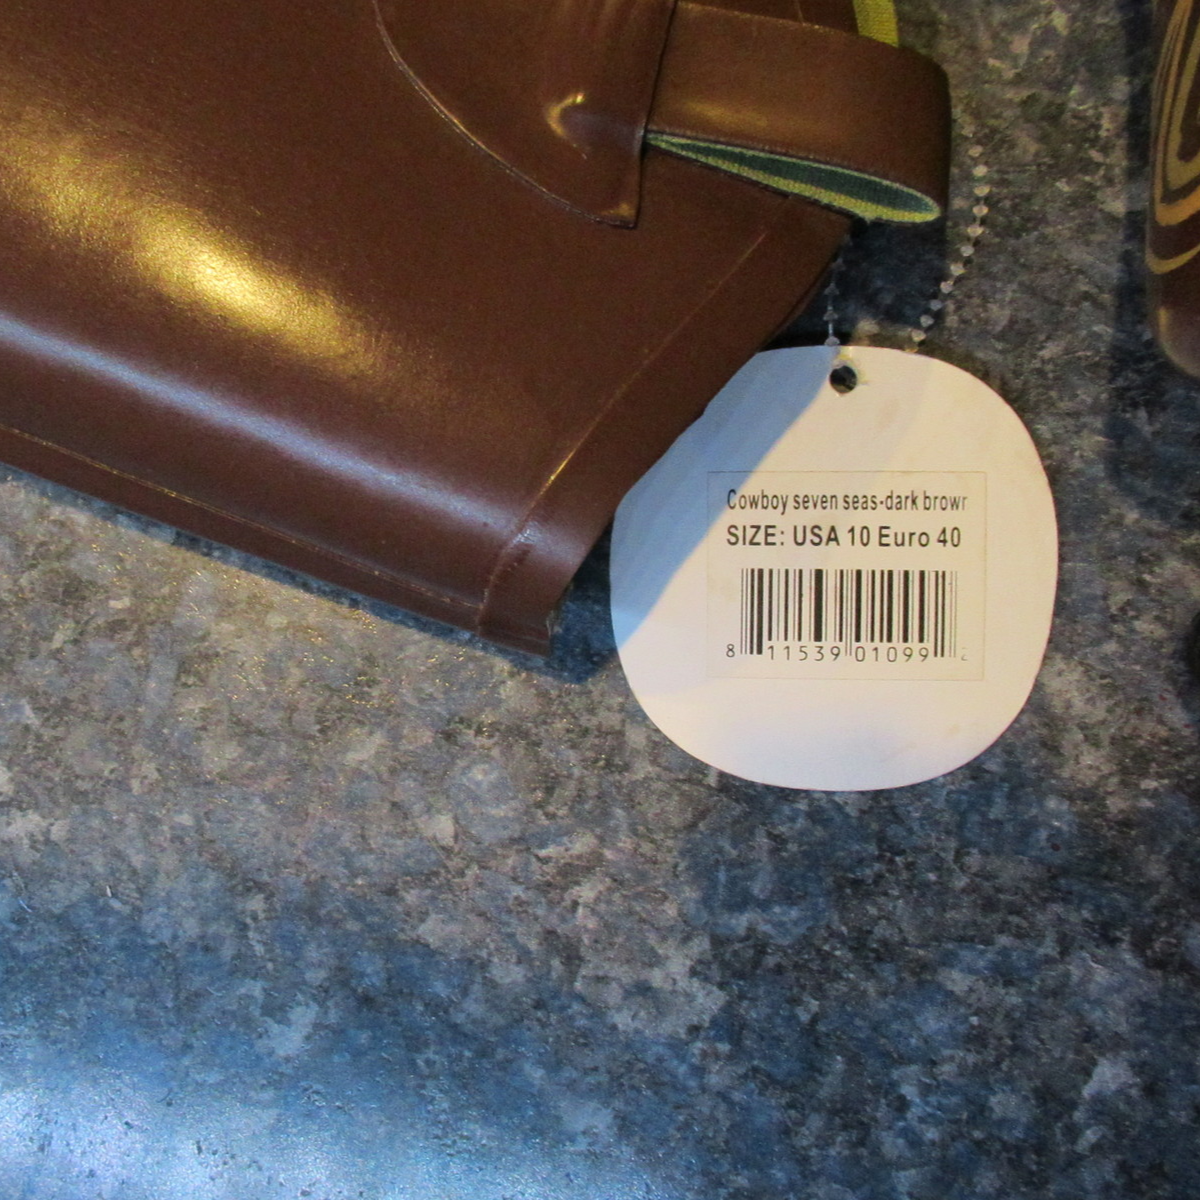 Cowboy seven seas-dark browr
SIZE: USA 10 Euro 40
8 11539 01099 2